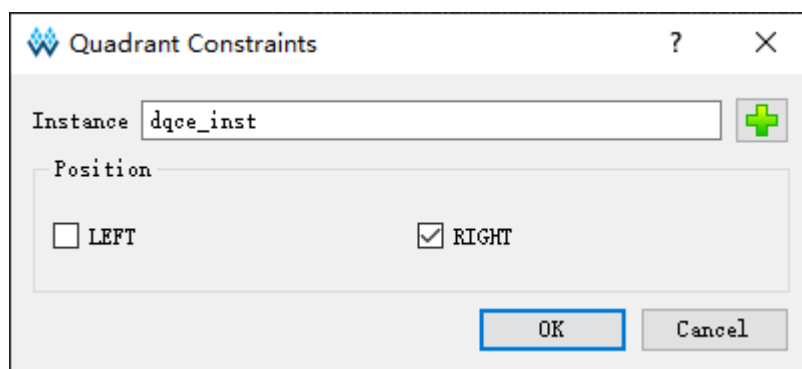 Quadrant Constraints ?
Instance dqce_inst
Position
LEFT RIGHT
OK Cancel